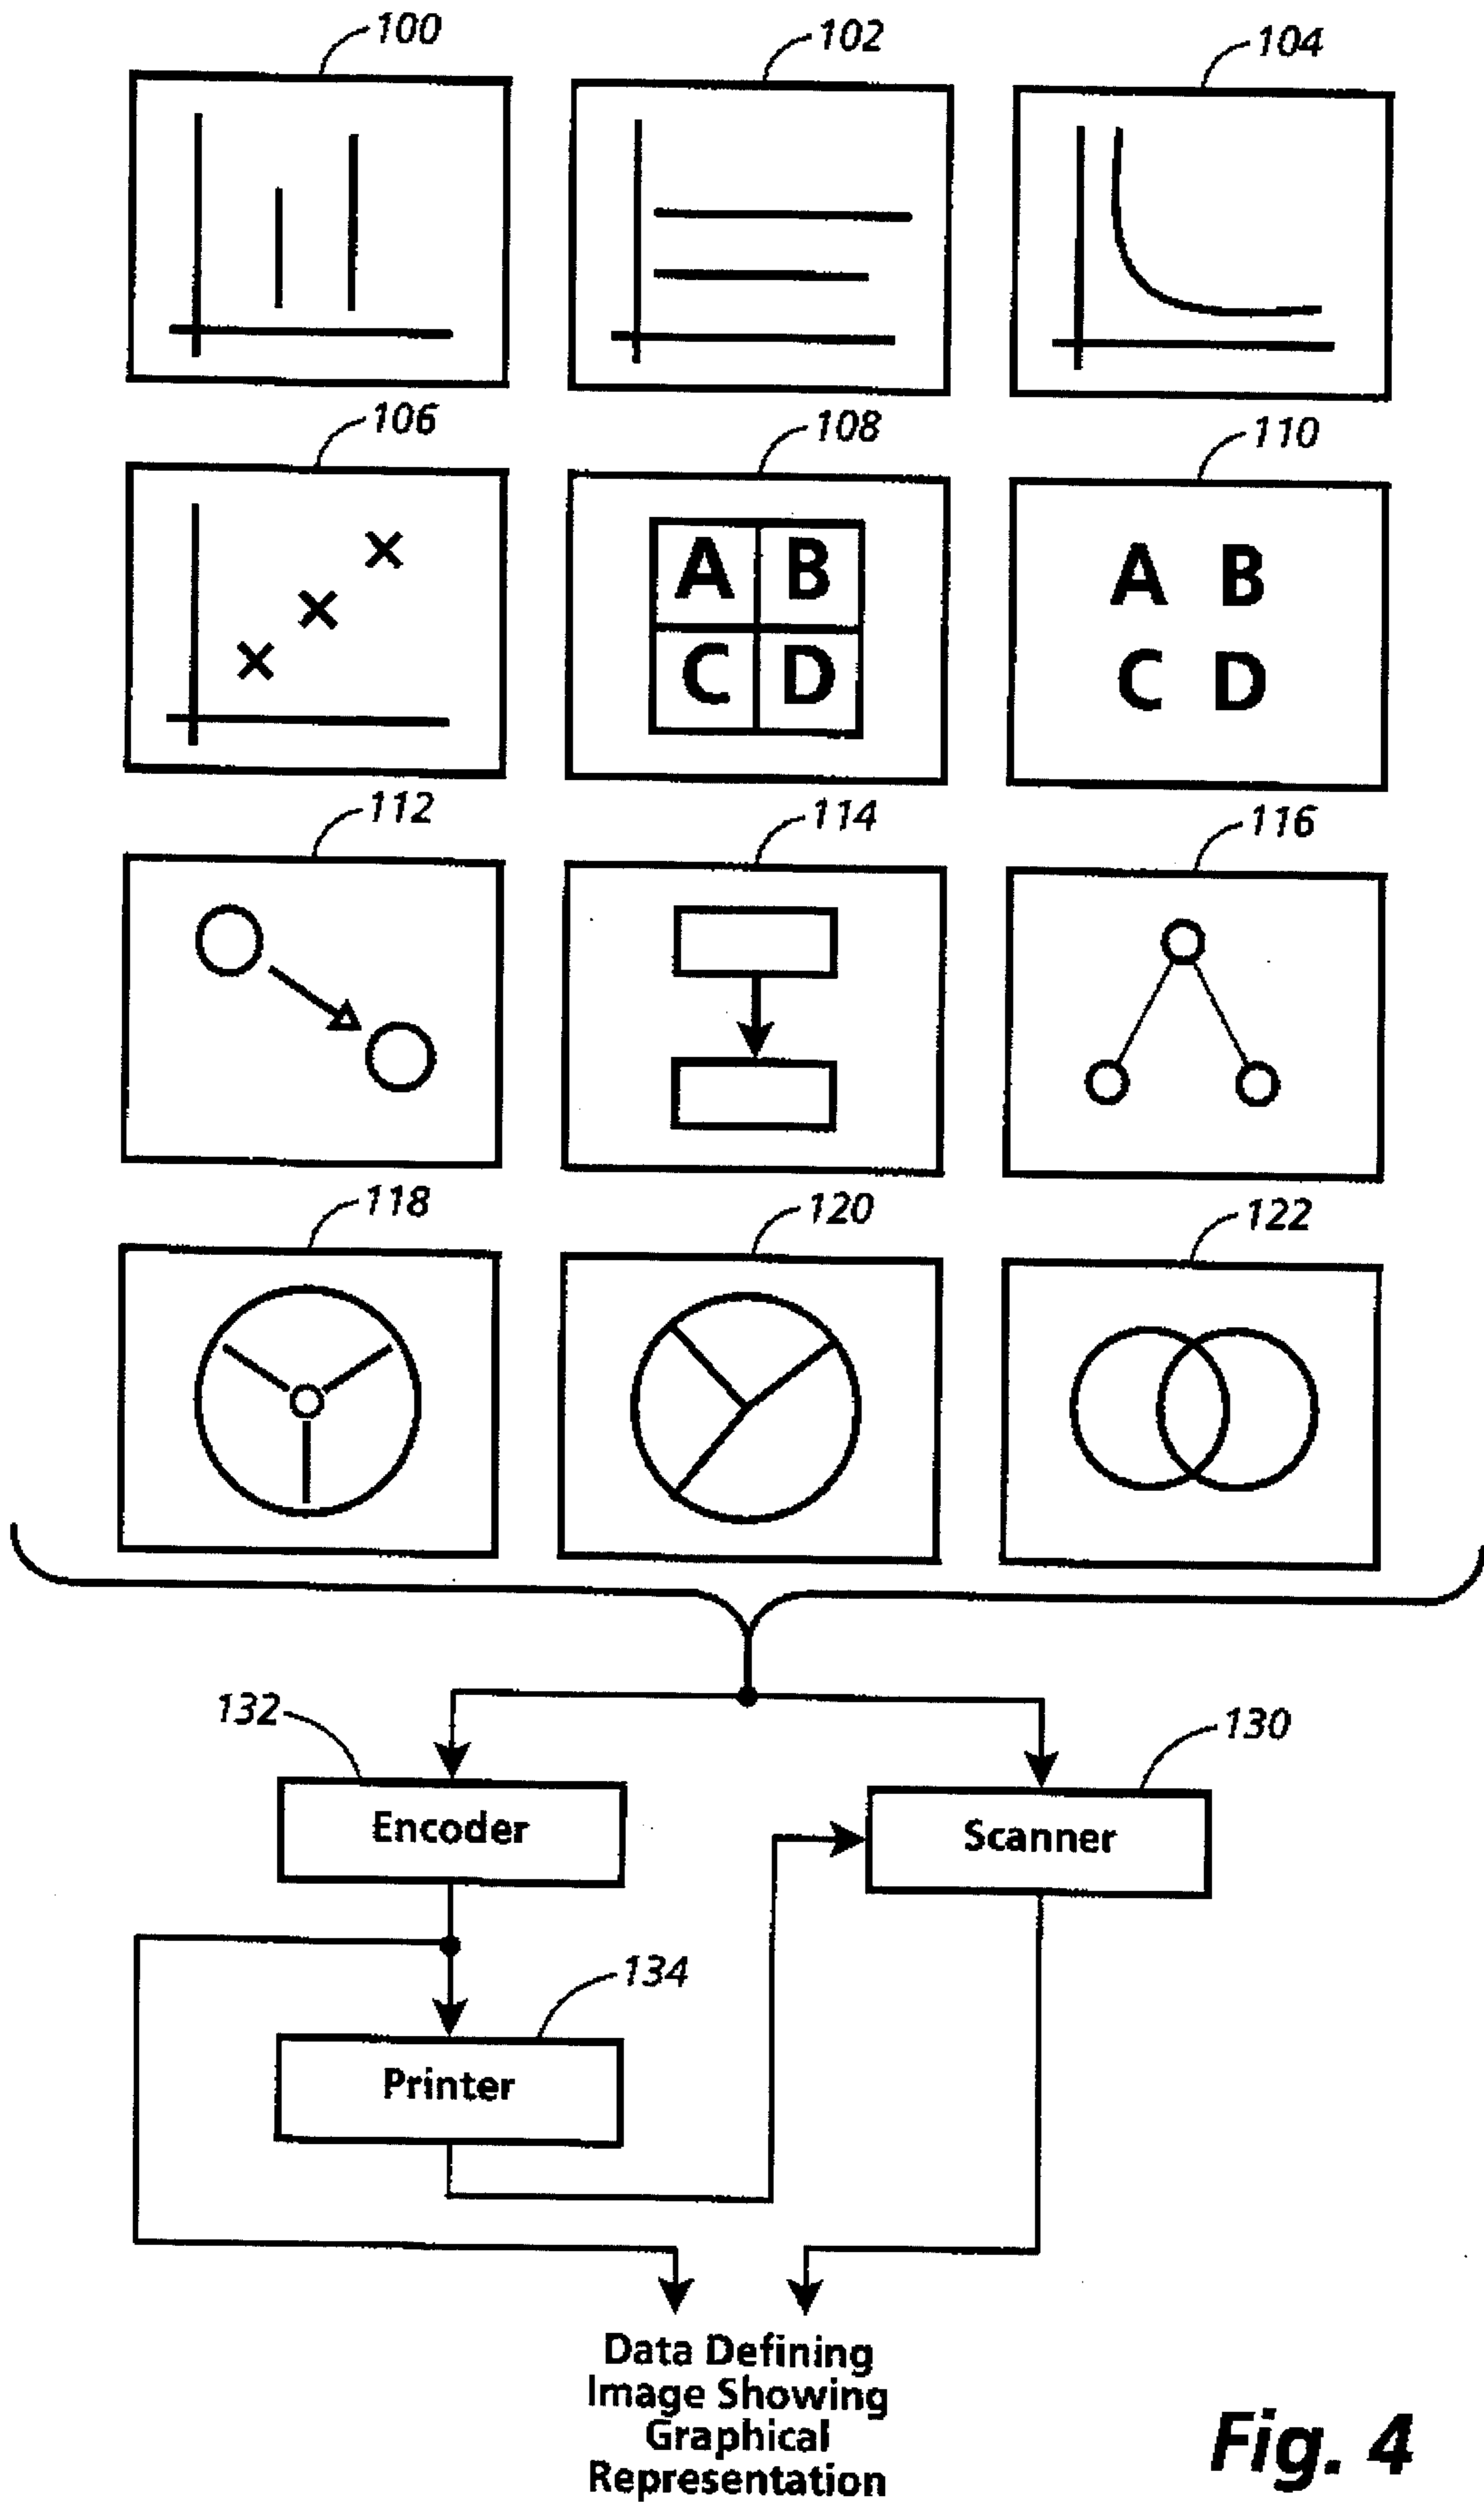 100 102 104
106 108 110
A B A B
C D C D
112 114 116
118 120 122
132 130
Encoder Scanner
134
Printer
Data Defining
Image Showing
Graphical
Representation
Fig. 4